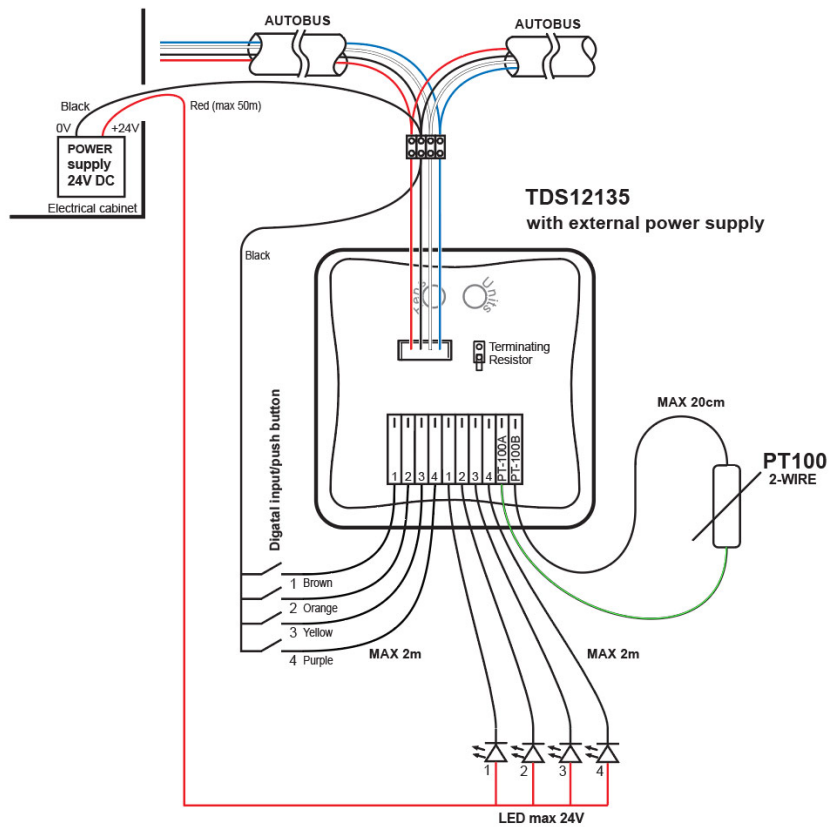 AUTOBUS
AUTOBUS
Black
Red (max 50m)
0V
+24V
POWER
supply
24V DC
Electrical cabinet
TDS12135
with external power supply
Black
Units
Terminating
Resistor
MAX 20cm
PT100
2-WIRE
Digatal input/push button
1
2
3
4
1
2
3
4
PT-100A
PT-100B
1 Brown
2 Orange
3 Yellow
4 Purple
MAX 2m
MAX 2m
1
2
3
4
LED max 24V